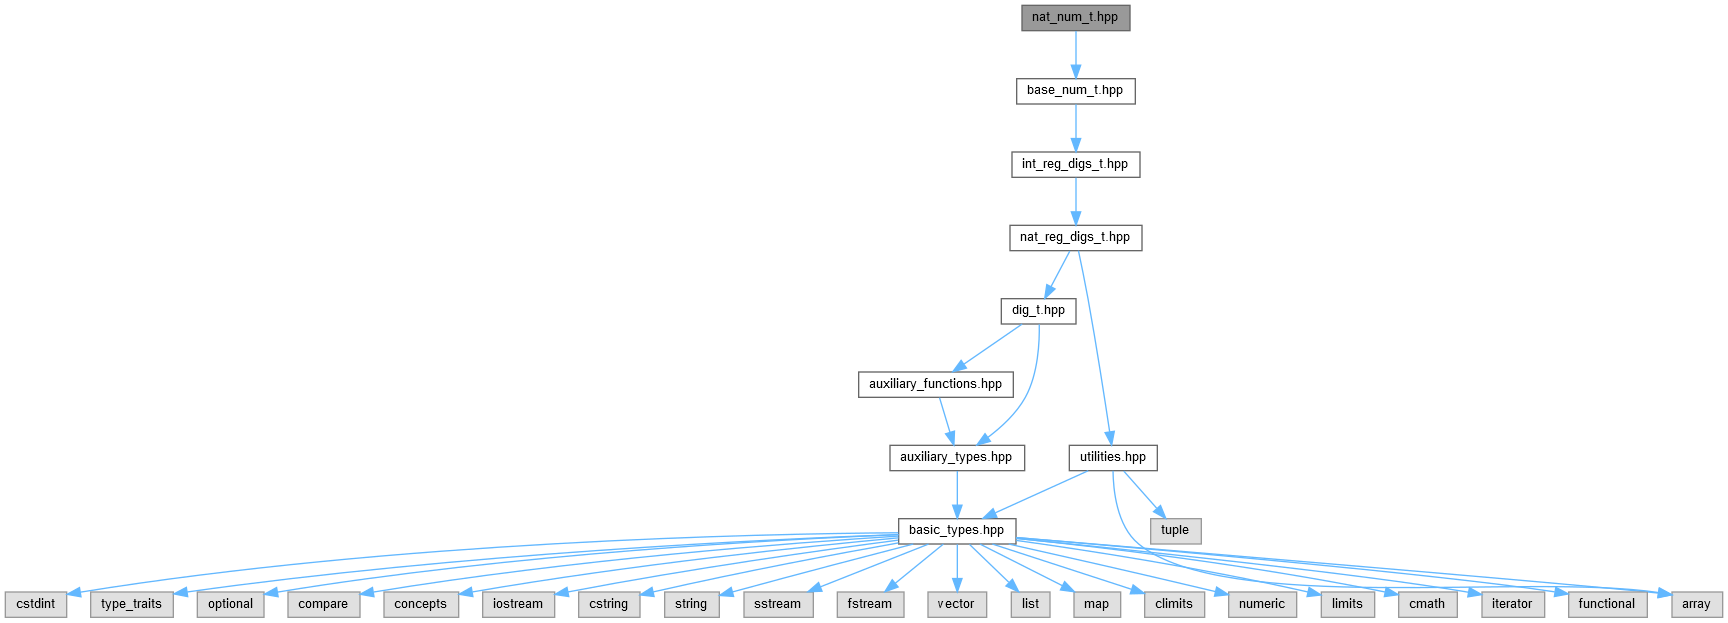 nat_num_t.hpp
base_num_t.hpp
int_reg_digs_t.hpp
nat_reg_digs_t.hpp
dig_t.hpp
auxiliary_functions.hpp
auxiliary_types.hpp
utilities.hpp
basic_types.hpp
tuple
cstdint
type_traits
optional
compare
concepts
iostream
cstring
string
sstream
fstream
vector
list
map
climits
numeric
limits
cmath
iterator
functional
array